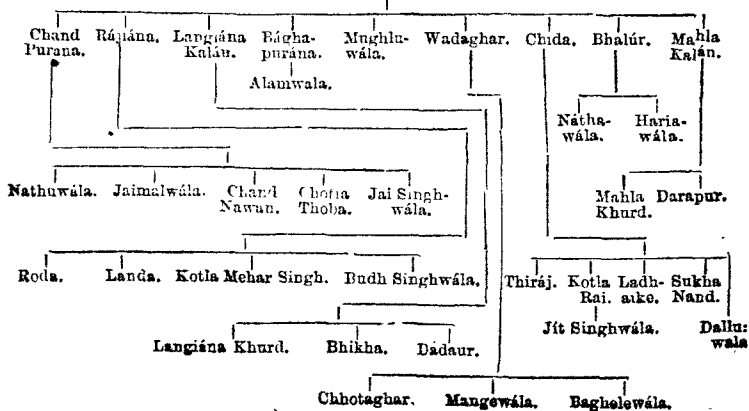 Chand Purana. Rájiána. Langiána Kalán. Bágha-purána. Mughlu-wála. Wadaghar. Chida. Bhalúr. Mahla Kalán.
Alamwala.
Nátha-wála. Haria-wála.
Nathuwála. Jaimalwála. Chand Nawan. Chotia Thoba. Jai Singh-wála.
Mahla Khurd. Darapur.
Roda. Landa. Kotla Mehar Singh. Budh Singhwála.
Thiráj. Kotla Rai. Ladh-aike. Sukha Nand.
Jít Singhwála. Dallu-wala
Langiána Khurd. Bhikha. Dadaur.
Chhotaghar. Mangewála. Baghelewála.